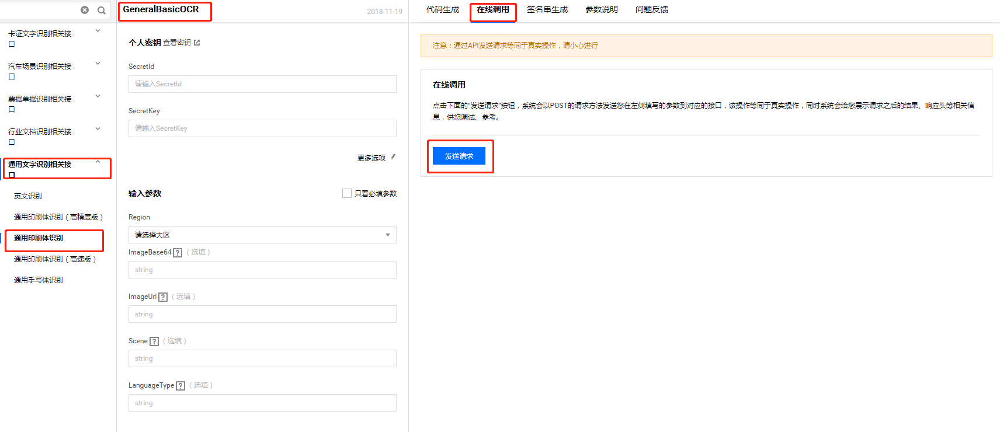 卡证文字识别相关接
口
汽车场景识别相关接
口
票据单据识别相关接
口
行业文档识别相关接
口
通用文字识别相关接
口
英文识别
通用印刷体识别（高精度版）
通用印刷体识别
通用印刷体识别（高速版）
通用手写体识别
GeneralBasicOCR
2018-11-19
个人密钥 查看密钥
SecretId
请输入SecretId
SecretKey
请输入SecretKey
更多选项
输入参数
只看必填参数
Region
请选择大区
ImageBase64 ? （选填）
string
ImageUrl ? （选填）
string
Scene ? （选填）
string
LanguageType ? （选填）
string
代码生成 在线调用 签名串生成 参数说明 问题反馈
注意：通过API发送请求等同于真实操作，请小心进行
在线调用
点击下面的“发送请求”按钮，系统会以POST的请求方法发送您在左侧填写的参数到对应的接口，该操作等同于真实操作，同时系统会给您展示请求之后的结果、响应头等相关信
息，供您调试、参考。
发送请求